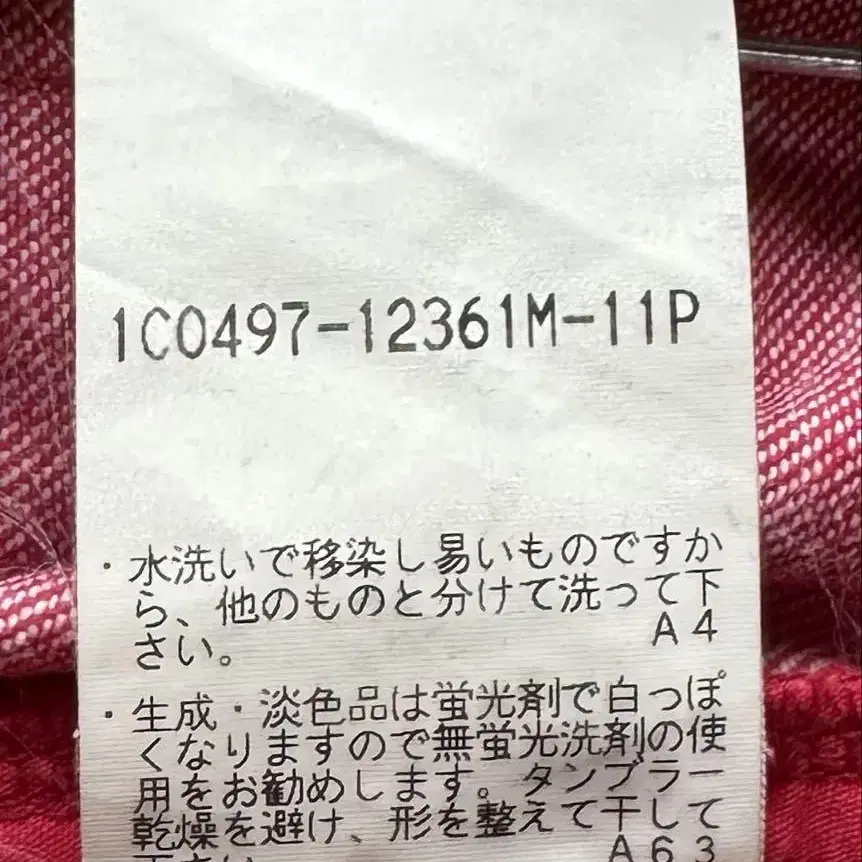 1C0497-12361M-11P
・水洗いで移染し易いものですか
ら、他のものと分けて洗って下
さい。 A4
・生成・淡色品は蛍光剤で白っぽ
くなりますので無蛍光洗剤の使
用をお勧めします。タンブラー
乾燥を避け、形を整えて干して
下さい。 A63